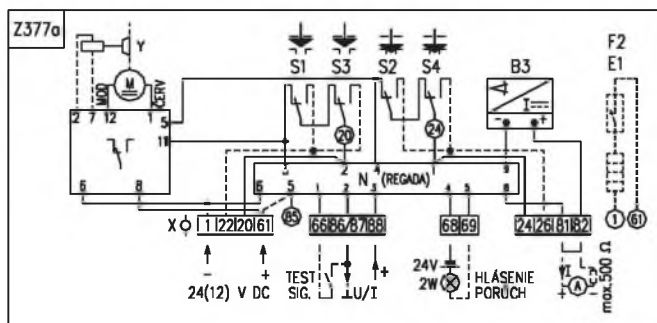 Z377a
Y
M
MOD
ČERV
2 7 12 1
5
11
6 8
S1 S3 S2 S4
20
24
B3
I
- +
F2
E1
2 4 1 9
N (REGADA)
6 5 1 2 3 4 5 8
85
X 1 22 20 61
66 86/87 88
68 69
24 26 81 82
1 61
- +
24(12) V DC
TEST
SIG.
⊥U/I
+
24V
2W
HLÁSENIE
PORÚCH
I
A
+ -
max.500 Ω